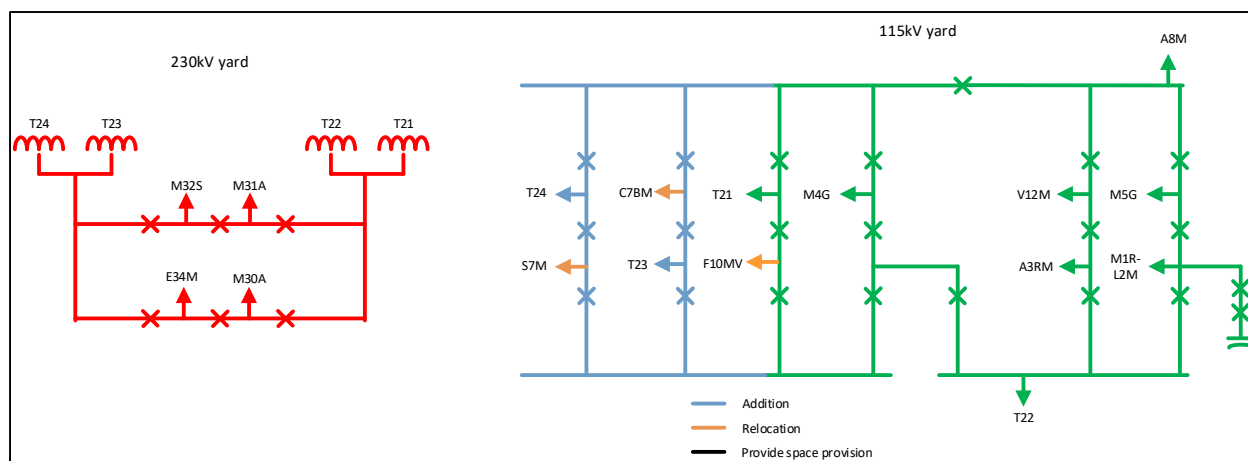 230kV yard
115kV yard
A8M
T24
T23
T22
T21
M32S
M31A
E34M
M30A
T24
C7BM
T21
M4G
V12M
M5G
S7M
T23
F10MV
A3RM
M1R-
L2M
T22
Addition
Relocation
Provide space provision